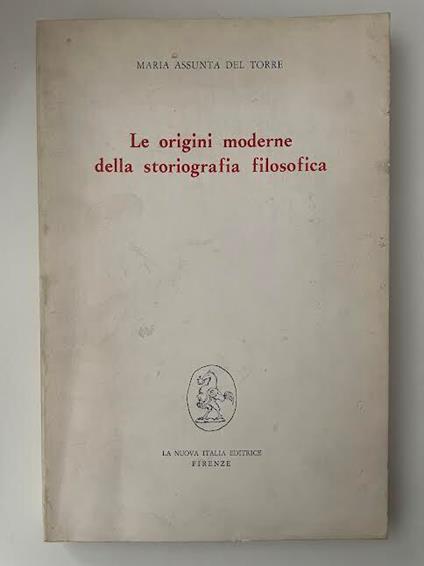 MARIA ASSUNTA DEL TORRE
Le origini moderne
della storiografia filosofica
LA NUOVA ITALIA EDITRICE
FIRENZE